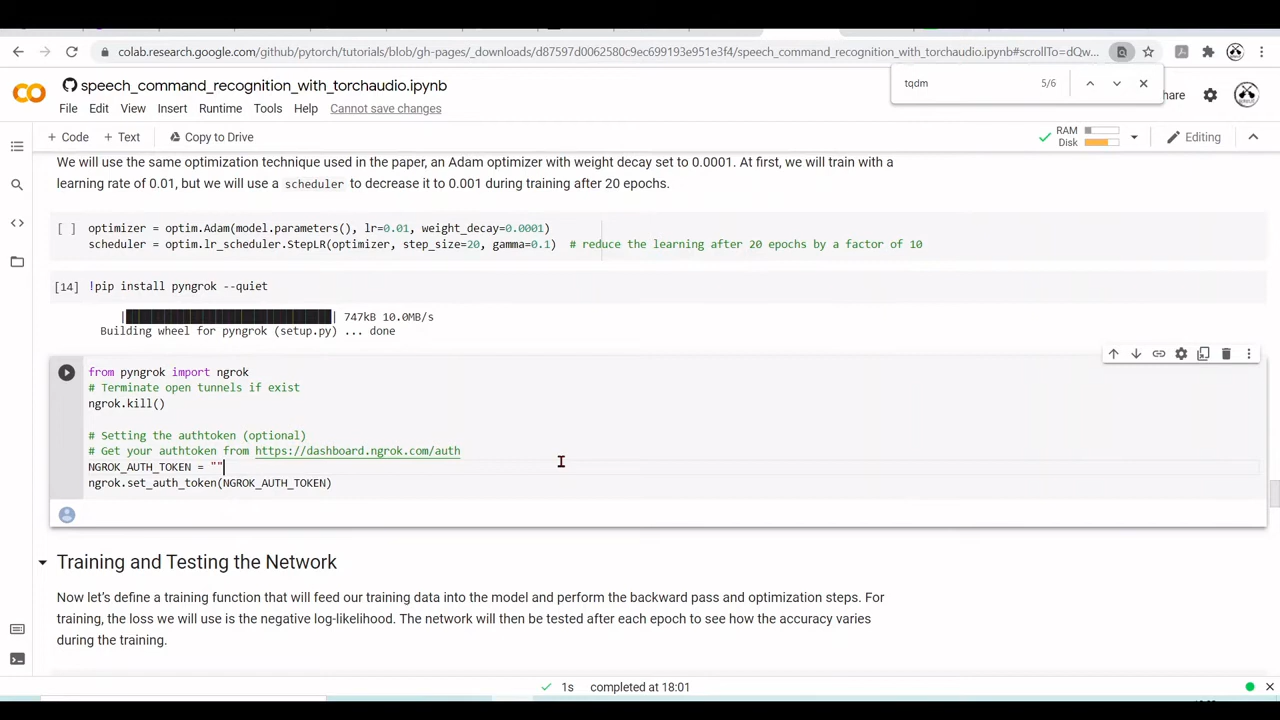 colab.research.google.com/github/pytorch/tutorials/blob/gh-pages/_downloads/d87597d0062580c9ec699193e951e3f4/speech_command_recognition_with_torchaudio.ipynb#scrollTo=dQw...
speech_command_recognition_with_torchaudio.ipynb
tqdm 5/6
hare
File Edit View Insert Runtime Tools Help Cannot save changes
+ Code + Text Copy to Drive
RAM
Disk
Editing
We will use the same optimization technique used in the paper, an Adam optimizer with weight decay set to 0.0001. At first, we will train with a
learning rate of 0.01, but we will use a scheduler to decrease it to 0.001 during training after 20 epochs.
[ ] optimizer = optim.Adam(model.parameters(), lr=0.01, weight_decay=0.0001)
scheduler = optim.lr_scheduler.StepLR(optimizer, step_size=20, gamma=0.1)  # reduce the learning after 20 epochs by a factor of 10
[14] !pip install pyngrok --quiet
|████████████████████████████████| 747kB 10.0MB/s
Building wheel for pyngrok (setup.py) ... done
from pyngrok import ngrok
# Terminate open tunnels if exist
ngrok.kill()
# Setting the authtoken (optional)
# Get your authtoken from https://dashboard.ngrok.com/auth
NGROK_AUTH_TOKEN = ""
ngrok.set_auth_token(NGROK_AUTH_TOKEN)
Training and Testing the Network
Now let's define a training function that will feed our training data into the model and perform the backward pass and optimization steps. For
training, the loss we will use is the negative log-likelihood. The network will then be tested after each epoch to see how the accuracy varies
during the training.
1s completed at 18:01